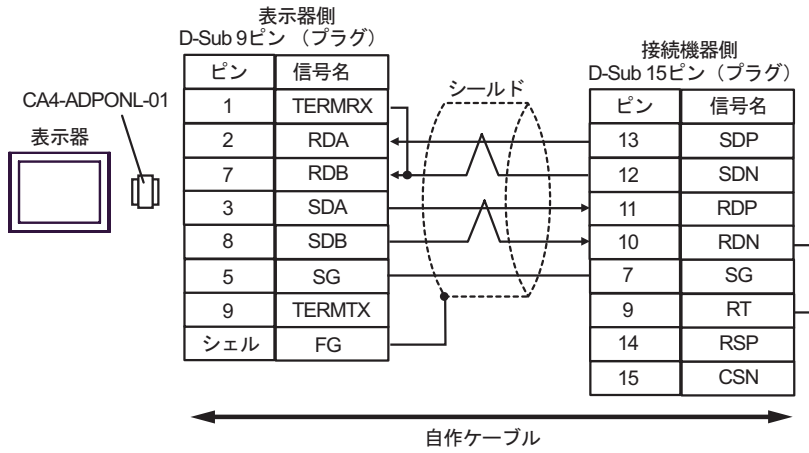 表示器側
D-Sub 9ピン （プラグ）
接続機器側
D-Sub 15ピン （プラグ）
CA4-ADPONL-01
表示器
シールド
ピン 信号名
1 TERMRX
2 RDA
7 RDB
3 SDA
8 SDB
5 SG
9 TERMTX
シェル FG
ピン 信号名
13 SDP
12 SDN
11 RDP
10 RDN
7 SG
9 RT
14 RSP
15 CSN
自作ケーブル